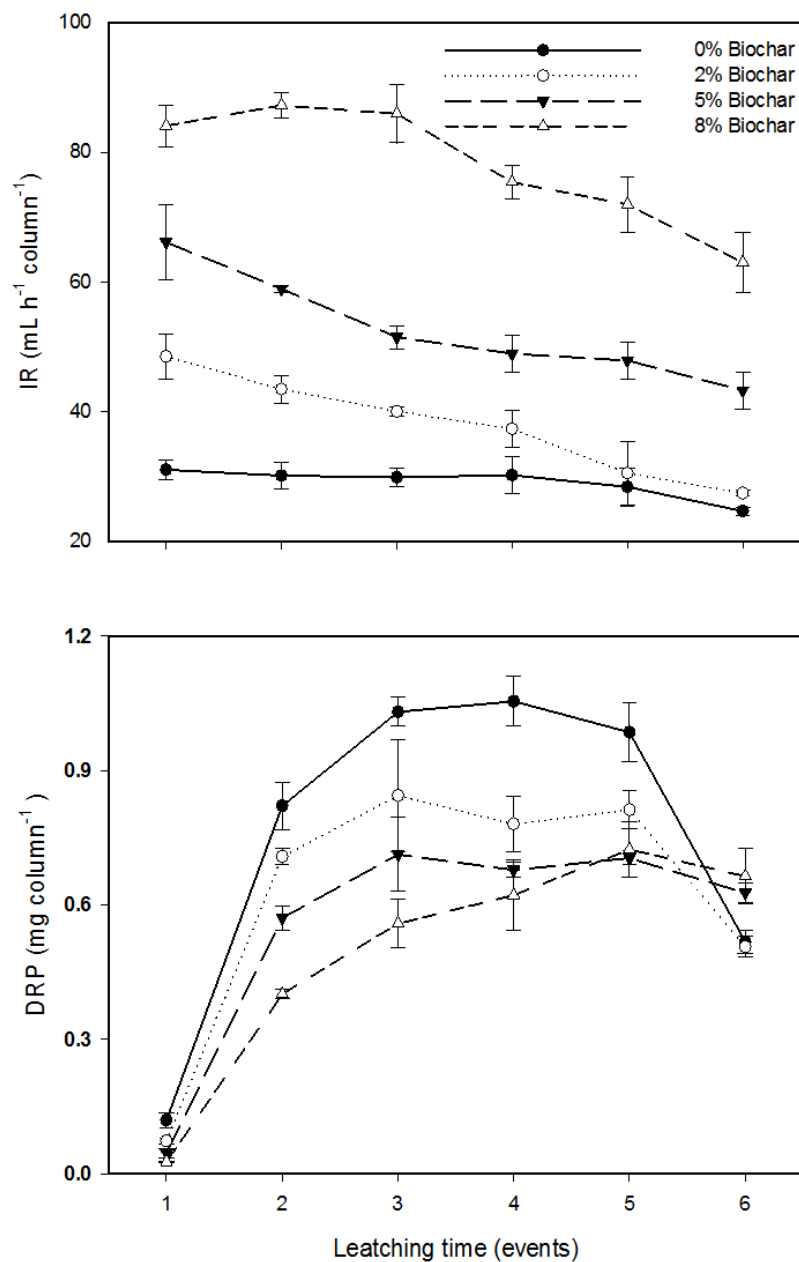 100
80
60
40
20
IR (mL h⁻¹ column⁻¹)
0% Biochar
2% Biochar
5% Biochar
8% Biochar
1.2
0.9
0.6
0.3
0.0
DRP (mg column⁻¹)
1 2 3 4 5 6
Leatching time (events)